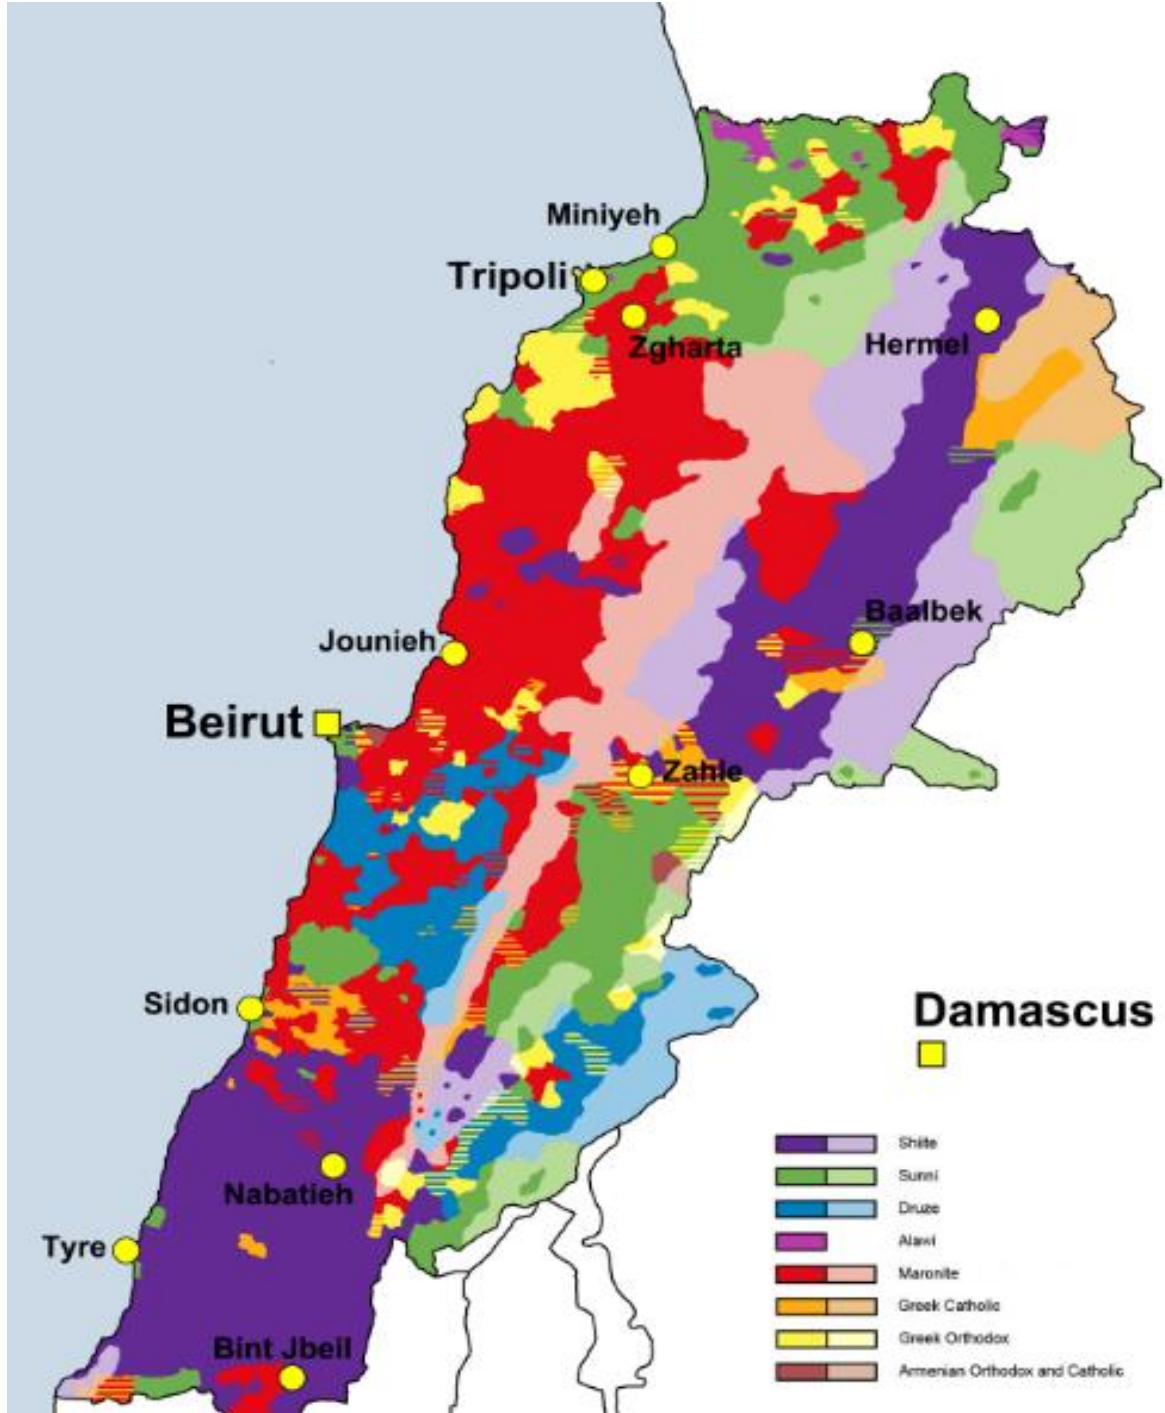 Miniyeh
Tripoli
Zgharta
Hermel
Baalbek
Jounieh
Beirut
Zahle
Sidon
Damascus
Nabatieh
Tyre
Bint Jbeil
Shiite
Sunni
Druze
Alawi
Maronite
Greek Catholic
Greek Orthodox
Armenian Orthodox and Catholic